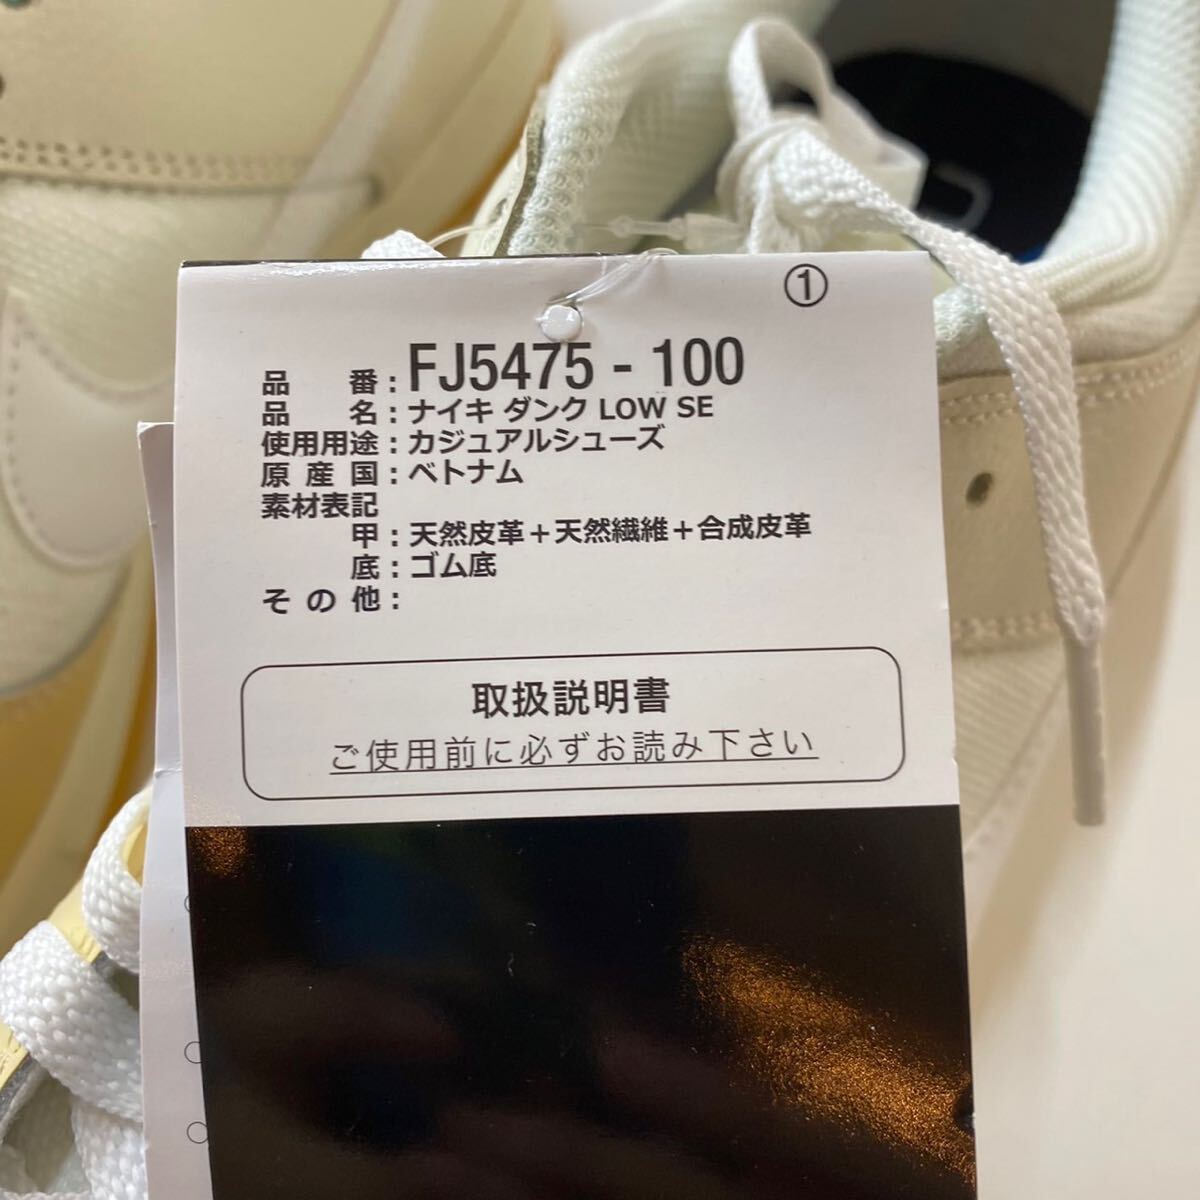 ①
品番：FJ5475 - 100
品名：ナイキ ダンク LOW SE
使用用途：カジュアルシューズ
原産国：ベトナム
素材表記
甲：天然皮革＋天然繊維＋合成皮革
底：ゴム底
その他：
取扱説明書
ご使用前に必ずお読み下さい